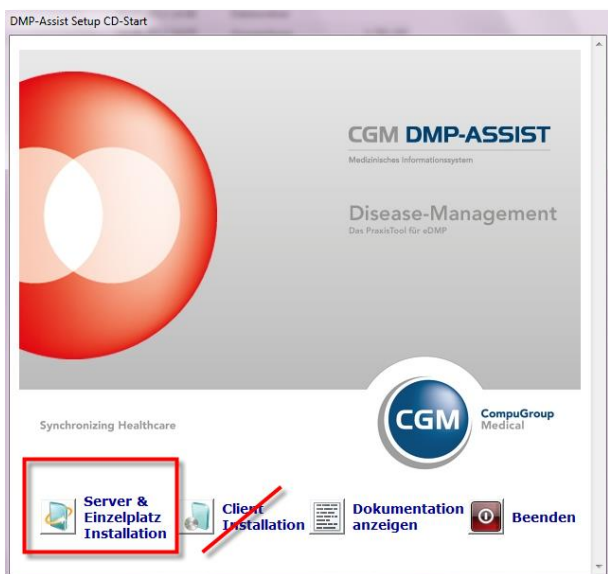 DMP-Assist Setup CD-Start
CGM DMP-ASSIST
Medizinisches Informationssystem
Disease-Management
Das PraxisTool für eDMP
Synchronizing Healthcare
CGM
CompuGroup
Medical
Server &
Einzelplatz
Installation
Client
Installation
Dokumentation
anzeigen
Beenden